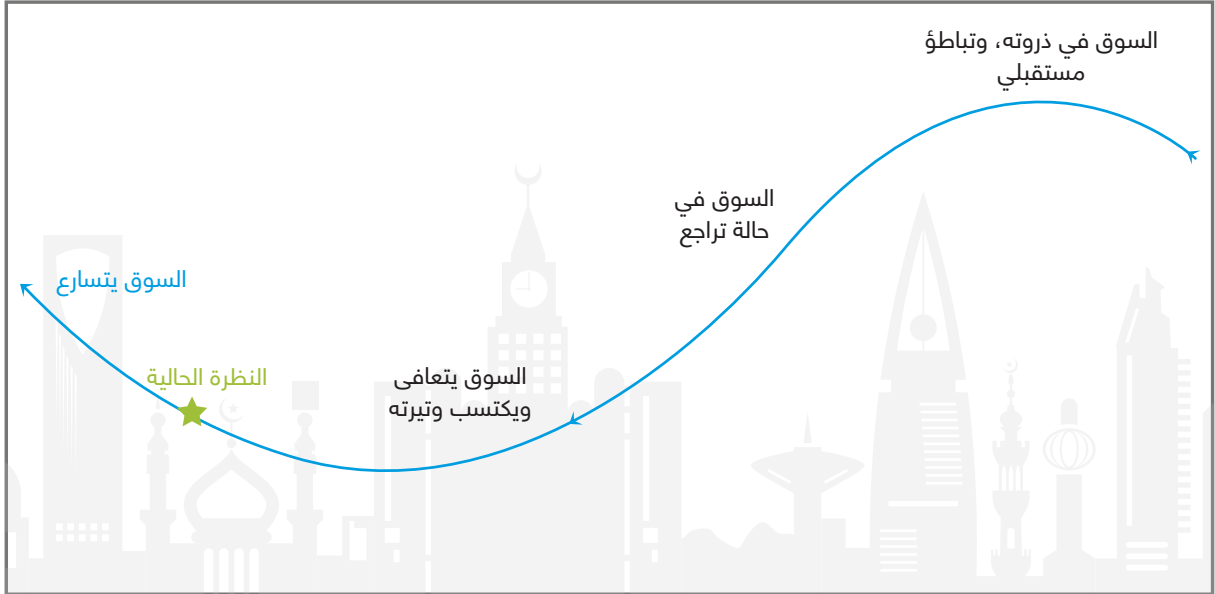 السوق في ذروته، وتباطؤ
مستقبلي
السوق في
حالة تراجع
السوق يتعافى
ويكتسب وتيرته
النظرة الحالية
السوق يتسارع